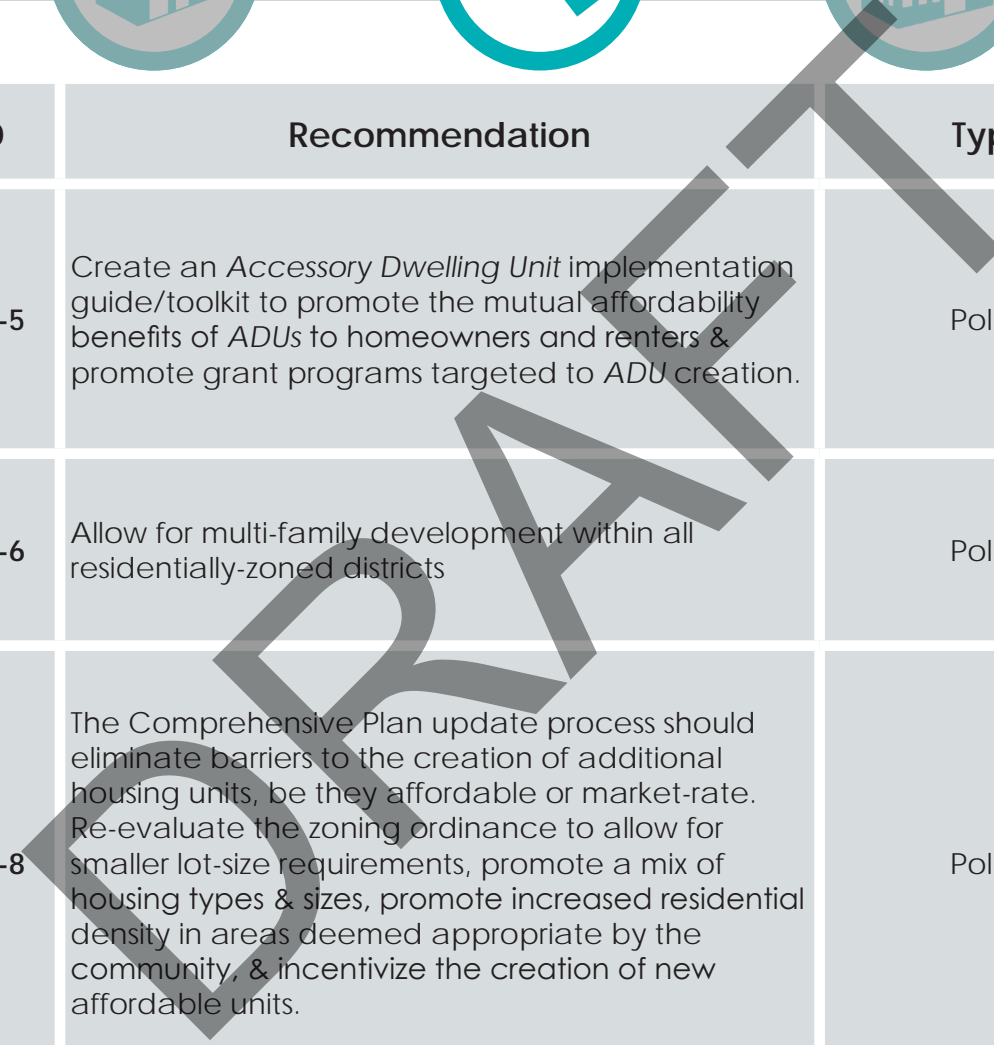 Recommendation
Typ
-5
Create an Accessory Dwelling Unit implementation
guide/toolkit to promote the mutual affordability
benefits of ADUs to homeowners and renters &
promote grant programs targeted to ADU creation.
Pol
-6
Allow for multi-family development within all
residentially-zoned districts
Pol
-8
The Comprehensive Plan update process should
eliminate barriers to the creation of additional
housing units, be they affordable or market-rate.
Re-evaluate the zoning ordinance to allow for
smaller lot-size requirements, promote a mix of
housing types & sizes, promote increased residential
density in areas deemed appropriate by the
community, & incentivize the creation of new
affordable units.
Pol
DRAFT